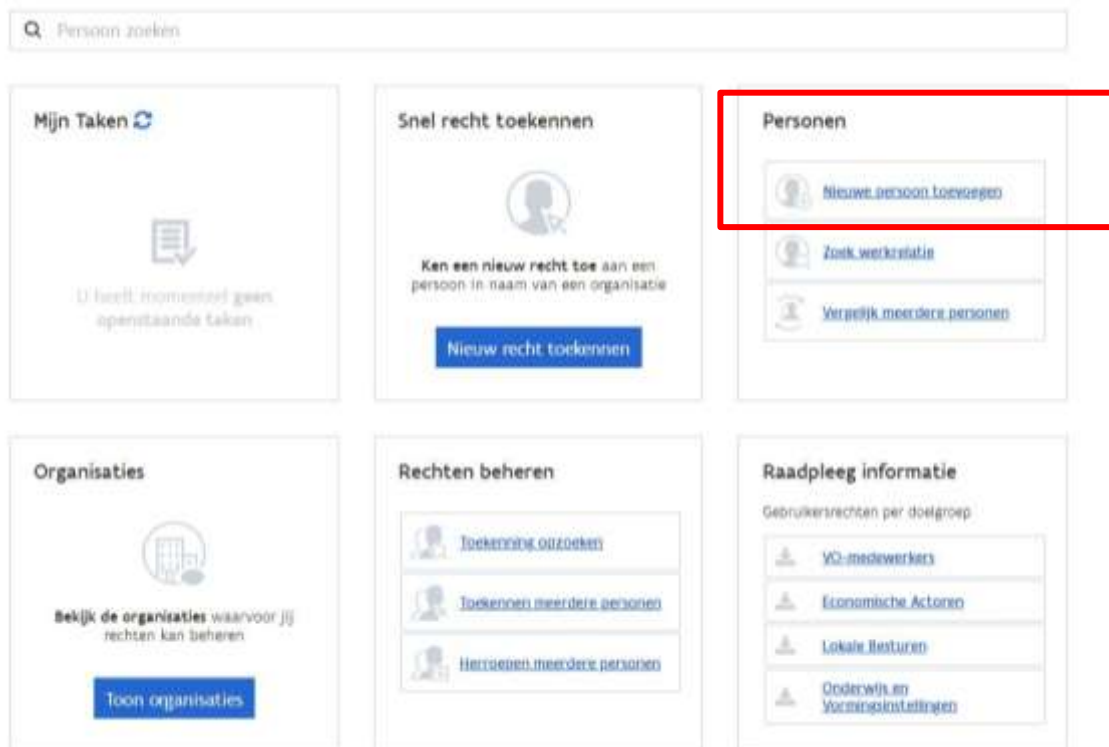 Persoon zoeken
Mijn Taken
U heeft momenteel geen
openstaande taken
Snel recht toekennen
Ken een nieuw recht toe aan een
persoon in naam van een organisatie
Nieuw recht toekennen
Personen
Nieuwe persoon toevoegen
Zoek werkrelatie
Vergelijk meerdere personen
Organisaties
Bekijk de organisaties waarvoor jij
rechten kan beheren
Toon organisaties
Rechten beheren
Toekenning opzoeken
Toekennen meerdere personen
Herroepen meerdere personen
Raadpleeg informatie
Gebruikersrechten per doelgroep
VO-medewerkers
Economische Actoren
Lokale Besturen
Onderwijs en
Vormingsinstellingen